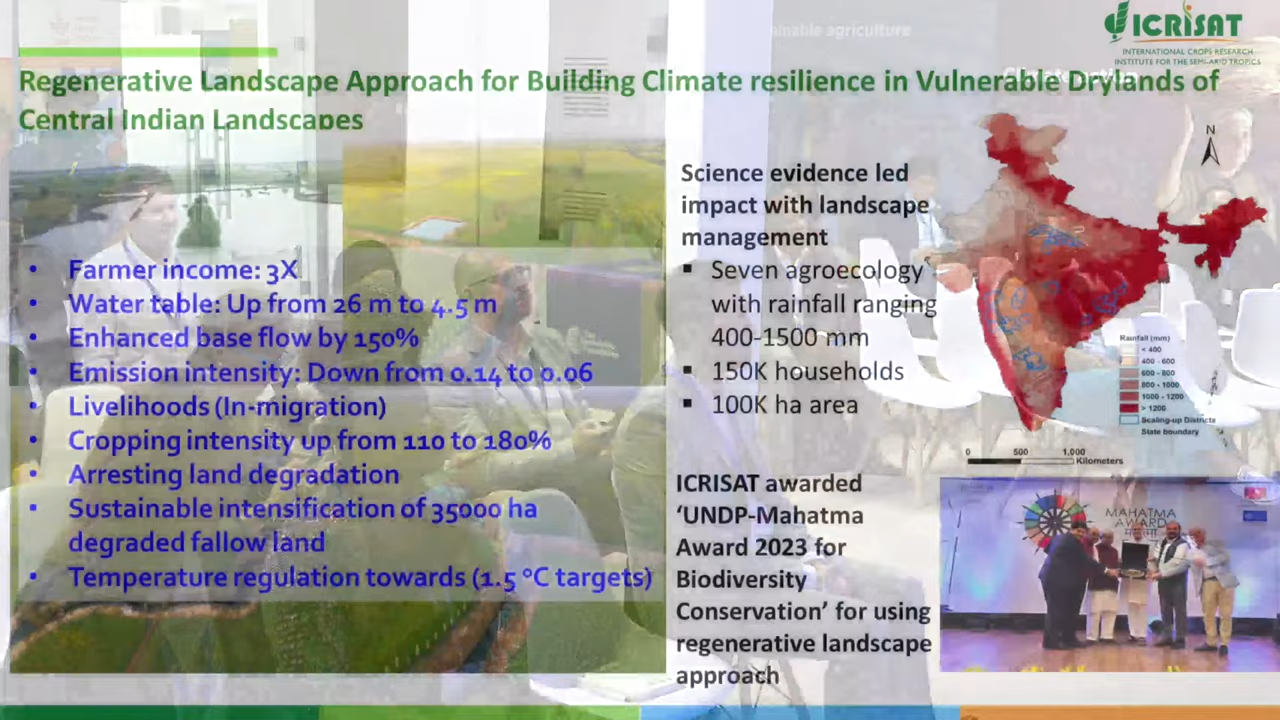 ainable agriculture
ICRISAT
INTERNATIONAL CROPS RESEARCH
INSTITUTE FOR THE SEMI-ARID TROPICS
Regenerative Landscape Approach for Building Climate resilience in Vulnerable Drylands of
Central Indian Landscapes
• Farmer income: 3X
• Water table: Up from 26 m to 4.5 m
• Enhanced base flow by 150%
• Emission intensity: Down from 0.14 to 0.06
• Livelihoods (In-migration)
• Cropping intensity up from 110 to 180%
• Arresting land degradation
• Sustainable intensification of 35000 ha
degraded fallow land
• Temperature regulation towards (1.5 °C targets)
Science evidence led
impact with landscape
management
▪ Seven agroecology
with rainfall ranging
400-1500 mm
▪ 150K households
▪ 100K ha area
N
Rainfall (mm)
< 400
400 - 600
600 - 800
800 - 1000
1000 - 1200
> 1200
Scaling-up Districts
State boundary
0 500 1,000
Kilometers
ICRISAT awarded
‘UNDP-Mahatma
Award 2023 for
Biodiversity
Conservation’ for using
regenerative landscape
approach
MAHATMA
AWARD